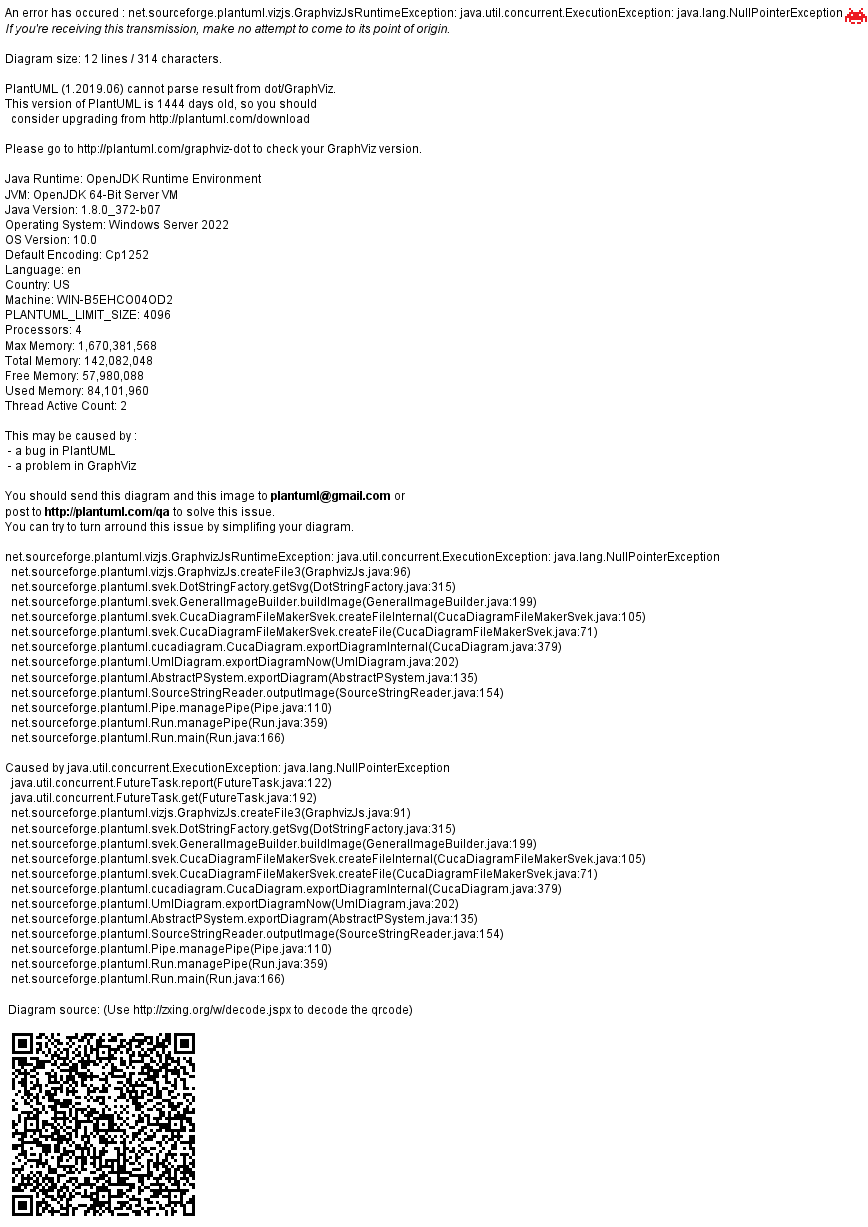 An error has occured : net.sourceforge.plantuml.vizjs.GraphvizJsRuntimeException: java.util.concurrent.ExecutionException: java.lang.NullPointerException
If you're receiving this transmission, make no attempt to come to its point of origin.
Diagram size: 12 lines / 314 characters.
PlantUML (1.2019.06) cannot parse result from dot/GraphViz.
This version of PlantUML is 1444 days old, so you should
consider upgrading from http://plantuml.com/download
Please go to http://plantuml.com/graphviz-dot to check your GraphViz version.
Java Runtime: OpenJDK Runtime Environment
JVM: OpenJDK 64-Bit Server VM
Java Version: 1.8.0_372-b07
Operating System: Windows Server 2022
OS Version: 10.0
Default Encoding: Cp1252
Language: en
Country: US
Machine: WIN-B5EHCO04OD2
PLANTUML_LIMIT_SIZE: 4096
Processors: 4
Max Memory: 1,670,381,568
Total Memory: 142,082,048
Free Memory: 57,980,088
Used Memory: 84,101,960
Thread Active Count: 2
This may be caused by :
- a bug in PlantUML
- a problem in GraphViz
You should send this diagram and this image to plantuml@gmail.com or
post to http://plantuml.com/qa to solve this issue.
You can try to turn arround this issue by simplifing your diagram.
net.sourceforge.plantuml.vizjs.GraphvizJsRuntimeException: java.util.concurrent.ExecutionException: java.lang.NullPointerException
net.sourceforge.plantuml.vizjs.GraphvizJs.createFile3(GraphvizJs.java:96)
net.sourceforge.plantuml.svek.DotStringFactory.getSvg(DotStringFactory.java:315)
net.sourceforge.plantuml.svek.GeneralImageBuilder.buildImage(GeneralImageBuilder.java:199)
net.sourceforge.plantuml.svek.CucaDiagramFileMakerSvek.createFileInternal(CucaDiagramFileMakerSvek.java:105)
net.sourceforge.plantuml.svek.CucaDiagramFileMakerSvek.createFile(CucaDiagramFileMakerSvek.java:71)
net.sourceforge.plantuml.cucadiagram.CucaDiagram.exportDiagramInternal(CucaDiagram.java:379)
net.sourceforge.plantuml.UmlDiagram.exportDiagramNow(UmlDiagram.java:202)
net.sourceforge.plantuml.AbstractPSystem.exportDiagram(AbstractPSystem.java:135)
net.sourceforge.plantuml.SourceStringReader.outputImage(SourceStringReader.java:154)
net.sourceforge.plantuml.Pipe.managePipe(Pipe.java:110)
net.sourceforge.plantuml.Run.managePipe(Run.java:359)
net.sourceforge.plantuml.Run.main(Run.java:166)
Caused by java.util.concurrent.ExecutionException: java.lang.NullPointerException
java.util.concurrent.FutureTask.report(FutureTask.java:122)
java.util.concurrent.FutureTask.get(FutureTask.java:192)
net.sourceforge.plantuml.vizjs.GraphvizJs.createFile3(GraphvizJs.java:91)
net.sourceforge.plantuml.svek.DotStringFactory.getSvg(DotStringFactory.java:315)
net.sourceforge.plantuml.svek.GeneralImageBuilder.buildImage(GeneralImageBuilder.java:199)
net.sourceforge.plantuml.svek.CucaDiagramFileMakerSvek.createFileInternal(CucaDiagramFileMakerSvek.java:105)
net.sourceforge.plantuml.svek.CucaDiagramFileMakerSvek.createFile(CucaDiagramFileMakerSvek.java:71)
net.sourceforge.plantuml.cucadiagram.CucaDiagram.exportDiagramInternal(CucaDiagram.java:379)
net.sourceforge.plantuml.UmlDiagram.exportDiagramNow(UmlDiagram.java:202)
net.sourceforge.plantuml.AbstractPSystem.exportDiagram(AbstractPSystem.java:135)
net.sourceforge.plantuml.SourceStringReader.outputImage(SourceStringReader.java:154)
net.sourceforge.plantuml.Pipe.managePipe(Pipe.java:110)
net.sourceforge.plantuml.Run.managePipe(Run.java:359)
net.sourceforge.plantuml.Run.main(Run.java:166)
Diagram source: (Use http://zxing.org/w/decode.jspx to decode the qrcode)